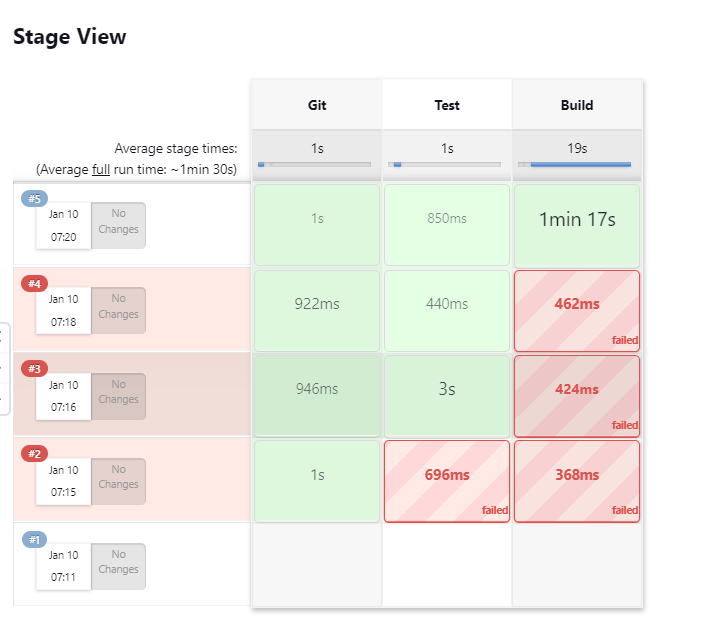 Stage View
Git Test Build
Average stage times: 1s 1s 19s
(Average full run time: ~1min 30s)
#5
Jan 10 No
07:20 Changes
1s 850ms 1min 17s
#4
Jan 10 No
07:18 Changes
922ms 440ms 462ms
failed
#3
Jan 10 No
07:16 Changes
946ms 3s 424ms
failed
#2
Jan 10 No
07:15 Changes
1s 696ms 368ms
failed failed
#1
Jan 10 No
07:11 Changes